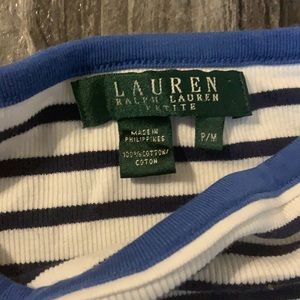 LAUREN
RALPH LAUREN
PETITE
MADE IN
PHILIPPINES
100% COTTON/
COTON
P/M